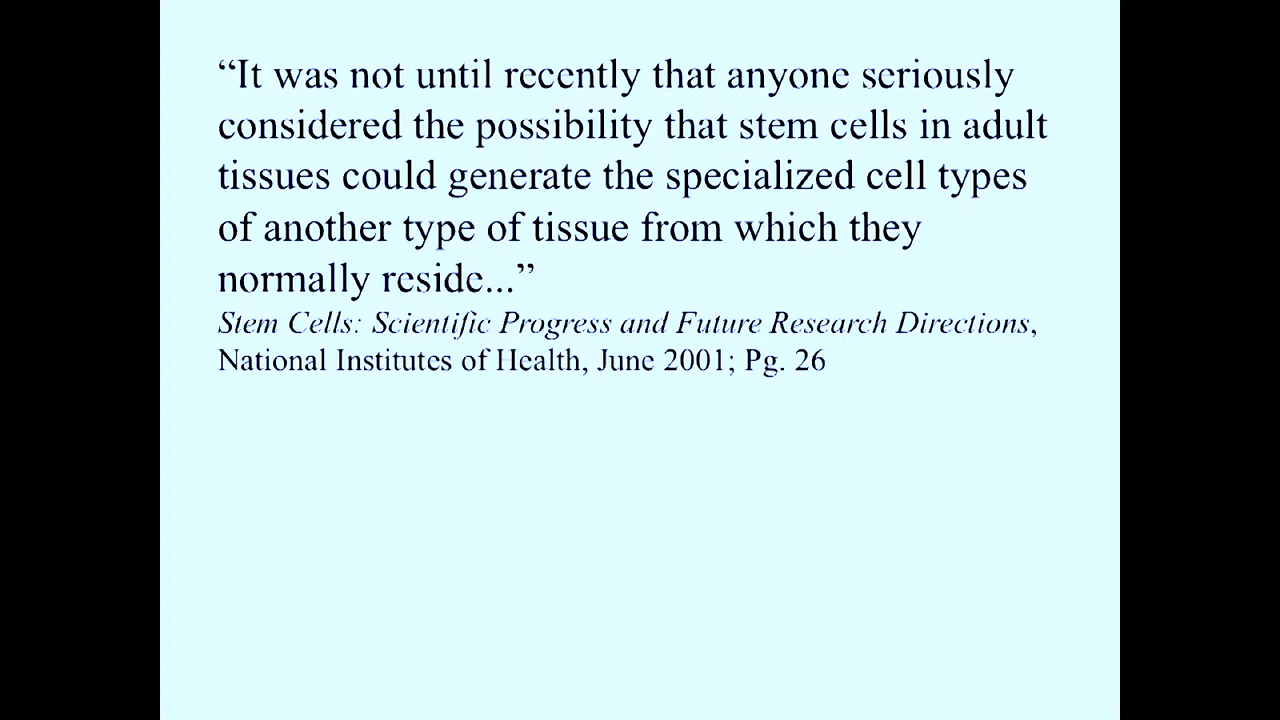 “It was not until recently that anyone seriously
considered the possibility that stem cells in adult
tissues could generate the specialized cell types
of another type of tissue from which they
normally reside...”
Stem Cells: Scientific Progress and Future Research Directions,
National Institutes of Health, June 2001; Pg. 26